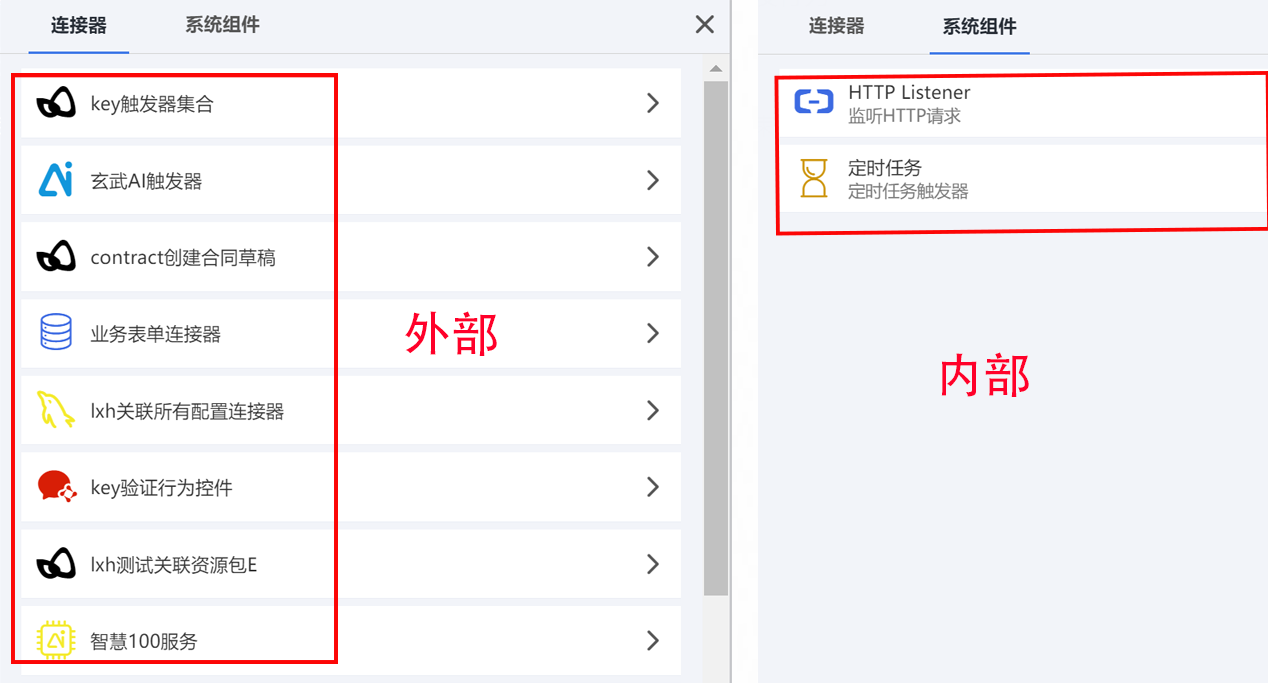 连接器 系统组件
key触发器集合
玄武AI触发器
contract创建合同草稿
业务表单连接器
lxh关联所有配置连接器
key验证行为控件
lxh测试关联资源包E
智慧100服务
外部
连接器 系统组件
HTTP Listener
监听HTTP请求
定时任务
定时任务触发器
内部